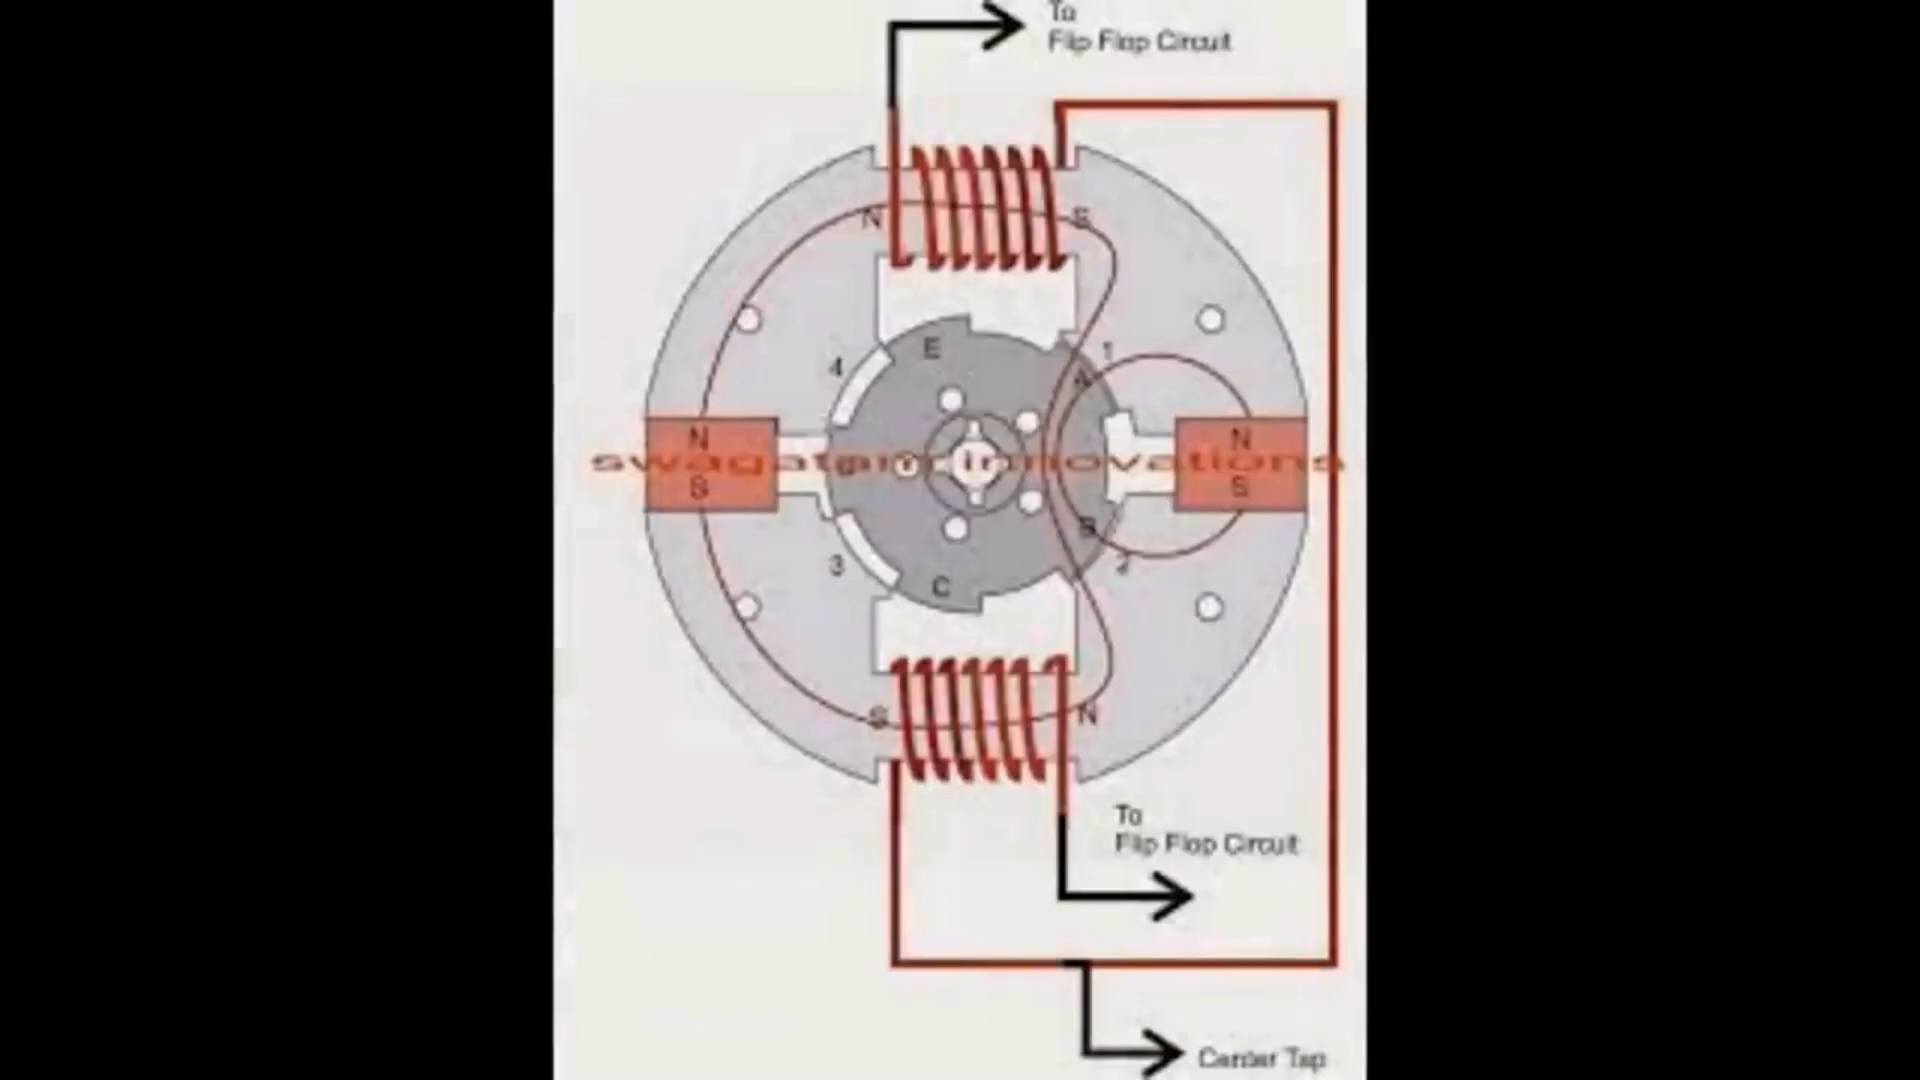 To
Flip Flop Circuit
N
S
E
4
1
A
N
N
swagatam innovations
S
S
B
3
2
C
S
N
To
Flip Flop Circuit
Center Tap